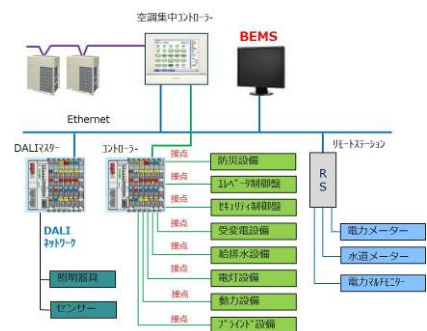 空調集中コントローラー
BEMS
Ethernet
DALIマスター
コントローラー
リモートステーション
接点
防災設備
接点
エレベータ制御盤
接点
セキュリティ制御盤
接点
受変電設備
接点
給排水設備
接点
電灯設備
接点
動力設備
接点
ブラインド設備
RS
電力メーター
水道メーター
電力マルチモニター
DALI
ネットワーク
照明器具
センサー